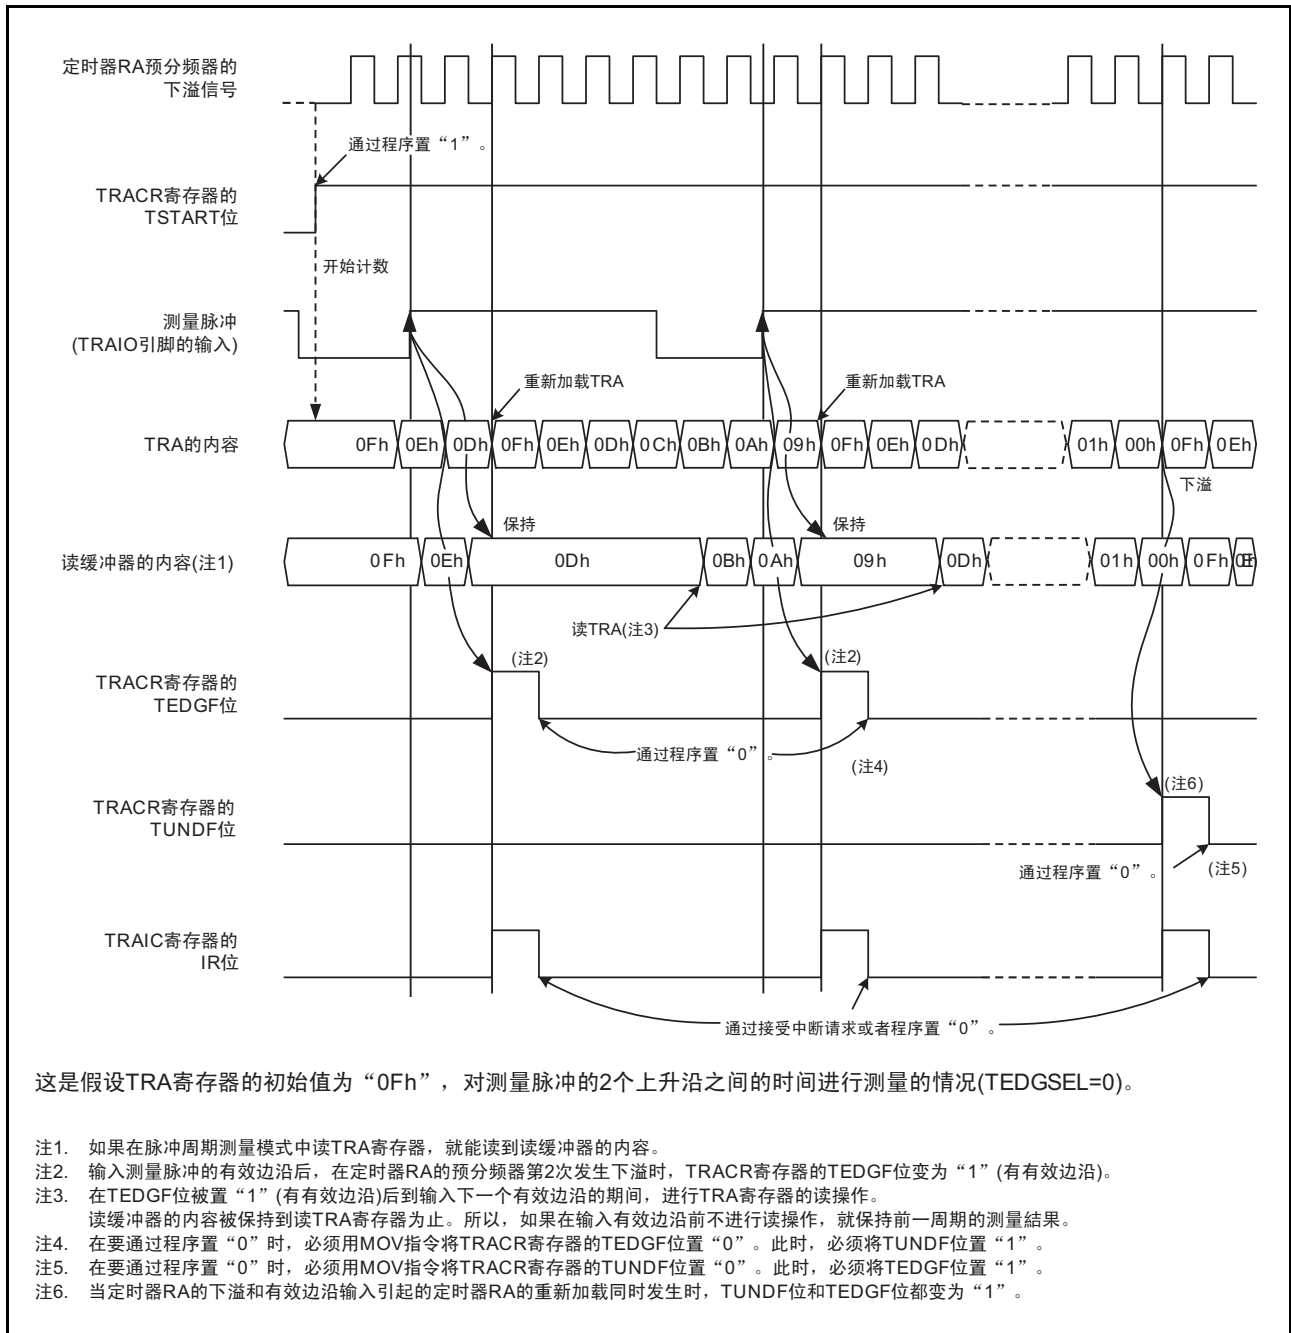 定时器RA预分频器的
下溢信号
通过程序置“1”。
TRACR寄存器的
TSTART位
开始计数
测量脉冲
(TRAIO引脚的输入)
重新加载TRA
重新加载TRA
TRA的内容
0Fh 0Eh 0Dh 0Fh 0Eh 0Dh 0Ch 0Bh 0Ah 09h 0Fh 0Eh 0Dh 01h 00h 0Fh 0Eh
下溢
保持
保持
读缓冲器的内容(注1)
0Fh 0Eh 0Dh 0Bh 0Ah 09h 0Dh 01h 00h 0Fh 0Eh
读TRA(注3)
(注2)
(注2)
TRACR寄存器的
TEDGF位
通过程序置“0”。
(注4)
(注6)
TRACR寄存器的
TUNDF位
通过程序置“0”。
(注5)
TRAIC寄存器的
IR位
通过接受中断请求或者程序置“0”。
这是假设TRA寄存器的初始值为“0Fh”，对测量脉冲的2个上升沿之间的时间进行测量的情况(TEDGSEL=0)。
注1. 如果在脉冲周期测量模式中读TRA寄存器，就能读到读缓冲器的内容。
注2. 输入测量脉冲的有效边沿后，在定时器RA的预分频器第2次发生下溢时，TRACR寄存器的TEDGF位变为“1”(有有效边沿)。
注3. 在TEDGF位被置“1”(有有效边沿)后到输入下一个有效边沿的期间，进行TRA寄存器的读操作。
读缓冲器的内容被保持到读TRA寄存器为止。所以，如果在输入有效边沿前不进行读操作，就保持前一周期的测量結果。
注4. 在要通过程序置“0”时，必须用MOV指令将TRACR寄存器的TEDGF位置“0”。此时，必须将TUNDF位置“1”。
注5. 在要通过程序置“0”时，必须用MOV指令将TRACR寄存器的TUNDF位置“0”。此时，必须将TEDGF位置“1”。
注6. 当定时器RA的下溢和有效边沿输入引起的定时器RA的重新加载同时发生时，TUNDF位和TEDGF位都变为“1”。